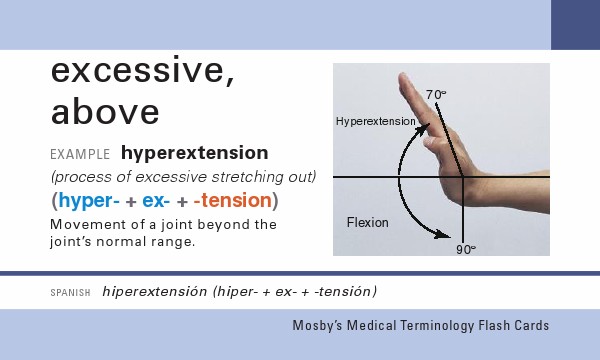 excessive,
above
EXAMPLE hyperextension
(process of excessive stretching out)
(hyper- + ex- + -tension)
Movement of a joint beyond the
joint's normal range.
70°
Hyperextension
Flexion
90°
SPANISH hiperextensión (hiper- + ex- + -tensión)
Mosby's Medical Terminology Flash Cards